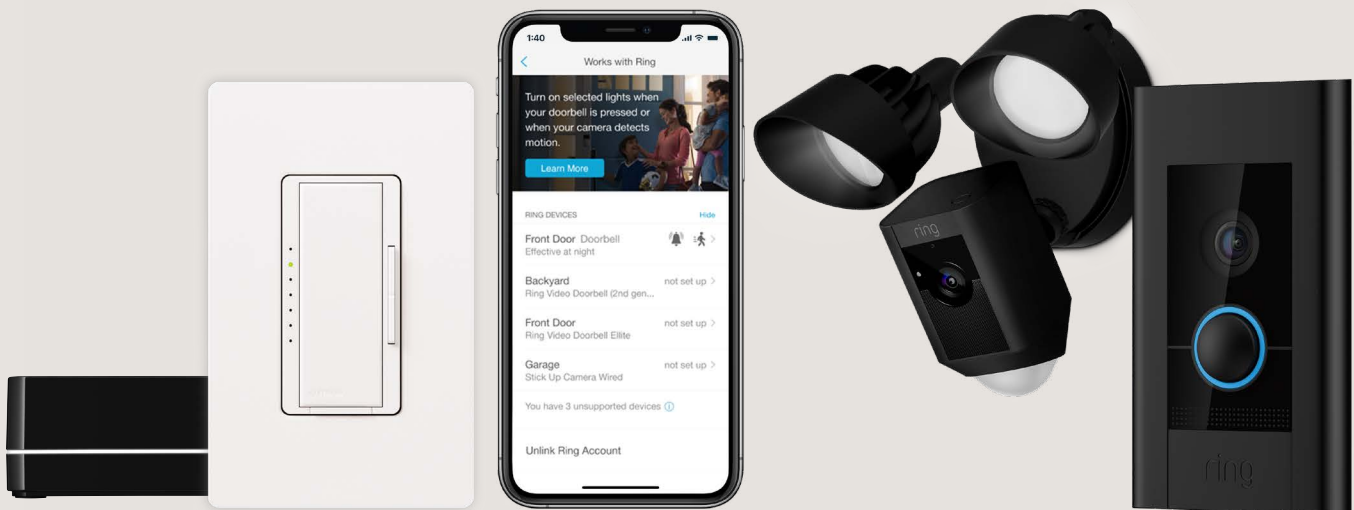 1:40
Works with Ring
Turn on selected lights when
your doorbell is pressed or
when your camera detects
motion.
Learn More
RING DEVICES Hide
Front Door Doorbell
Effective at night
Backyard not set up
Ring Video Doorbell (2nd gen...
Front Door not set up
Ring Video Doorbell Ellite
Garage not set up
Stick Up Camera Wired
You have 3 unsupported devices
Unlink Ring Account
ring
ring